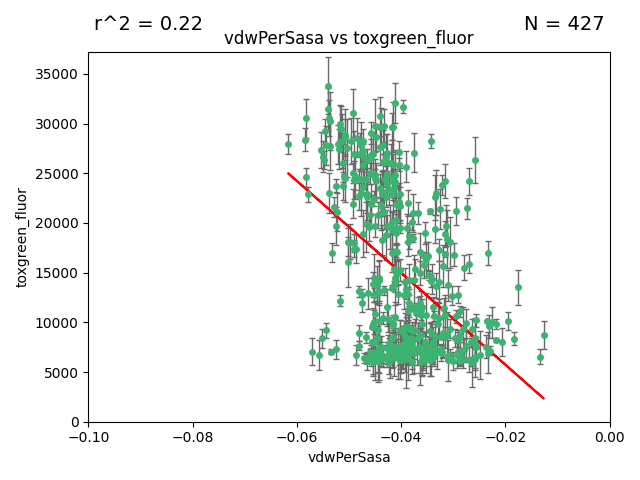 r^2 = 0.22
N = 427
vdwPerSasa vs toxgreen_fluor
35000
30000
25000
20000
15000
10000
5000
0
toxgreen_fluor
−0.10
−0.08
−0.06
−0.04
−0.02
0.00
vdwPerSasa